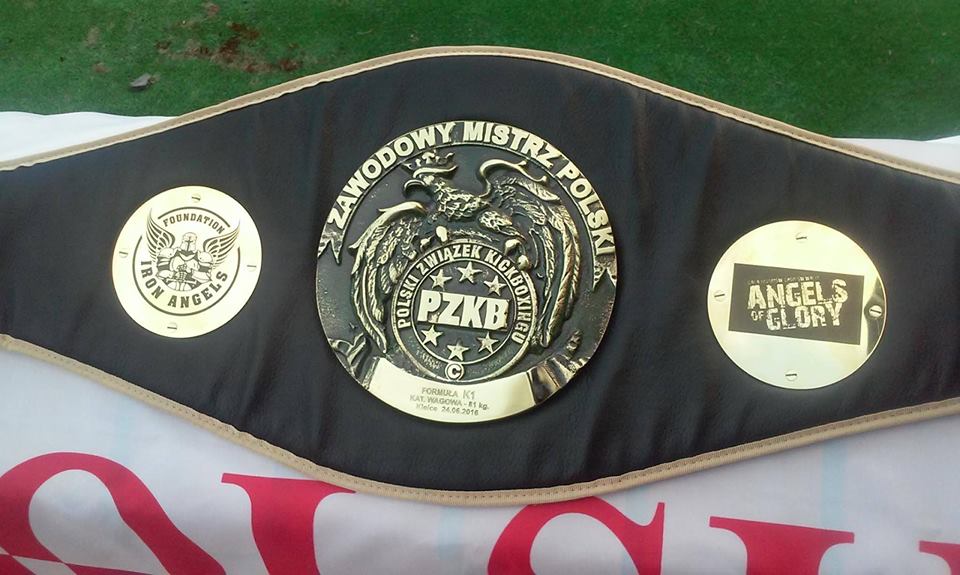 ZAWODOWY MISTRZ POLSKI
FOUNDATION
IRON ANGELS
POLSKI ZWIĄZEK KICKBOXINGU
P.ZKB
©
FORMUŁA K1
KAT. WAGOWA - 81 kg.
Kielce 24.06.2016
ANGELS
OF GLORY